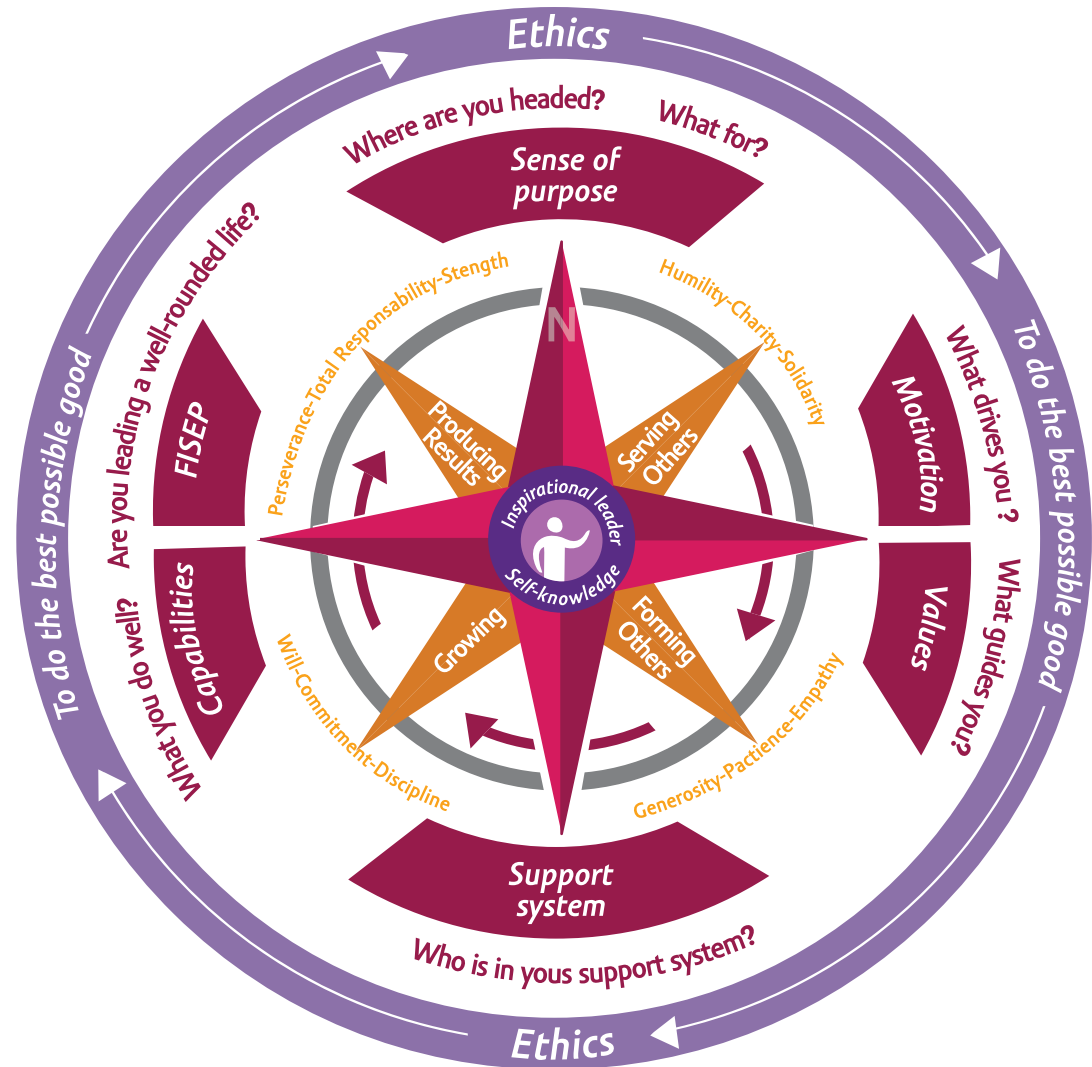 Ethics
Where are you headed?
What for?
Sense of
purpose
To do the best possible good
Are you leading a well-rounded life?
FISEP
Perseverance-Total Responsability-Stength
Humility-Charity-Solidarity
N
Motivation
What drives you ?
To do the best possible good
Producing
Results
Serving
Others
Inspirational leader
Self-knowledge
Capabilities
What you do well?
Values
What guides you?
Growing
Forming
Others
Will-Commitment-Discipline
Generosity-Pactience-Empathy
Support
system
Who is in yous support system?
Ethics